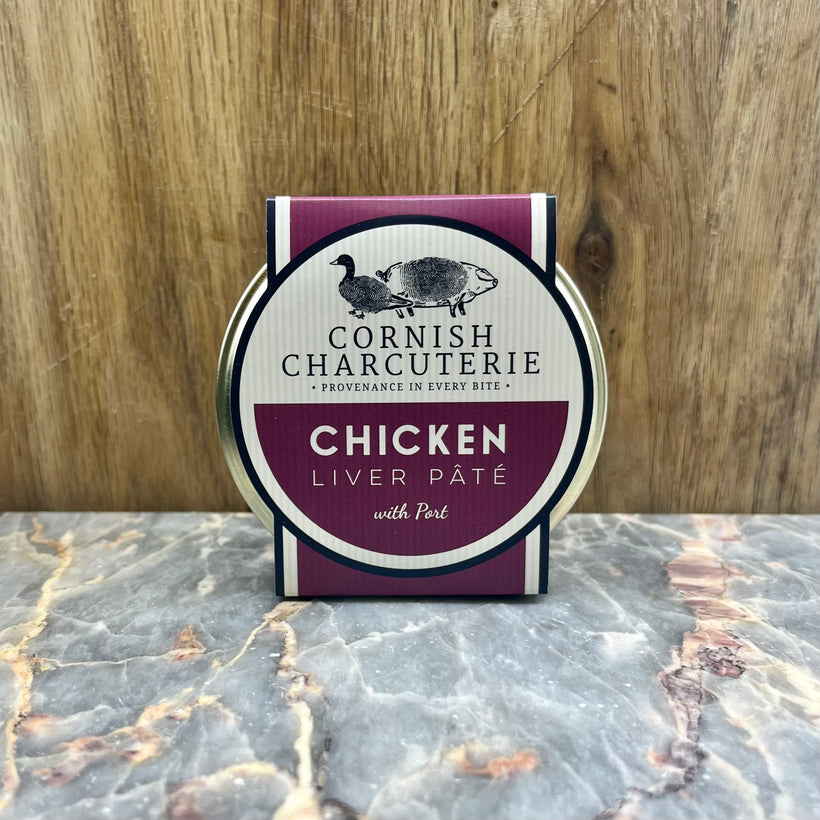 CORNISH
CHARCUTERIE
• PROVENANCE IN EVERY BITE •
CHICKEN
LIVER PÂTÉ
with Port